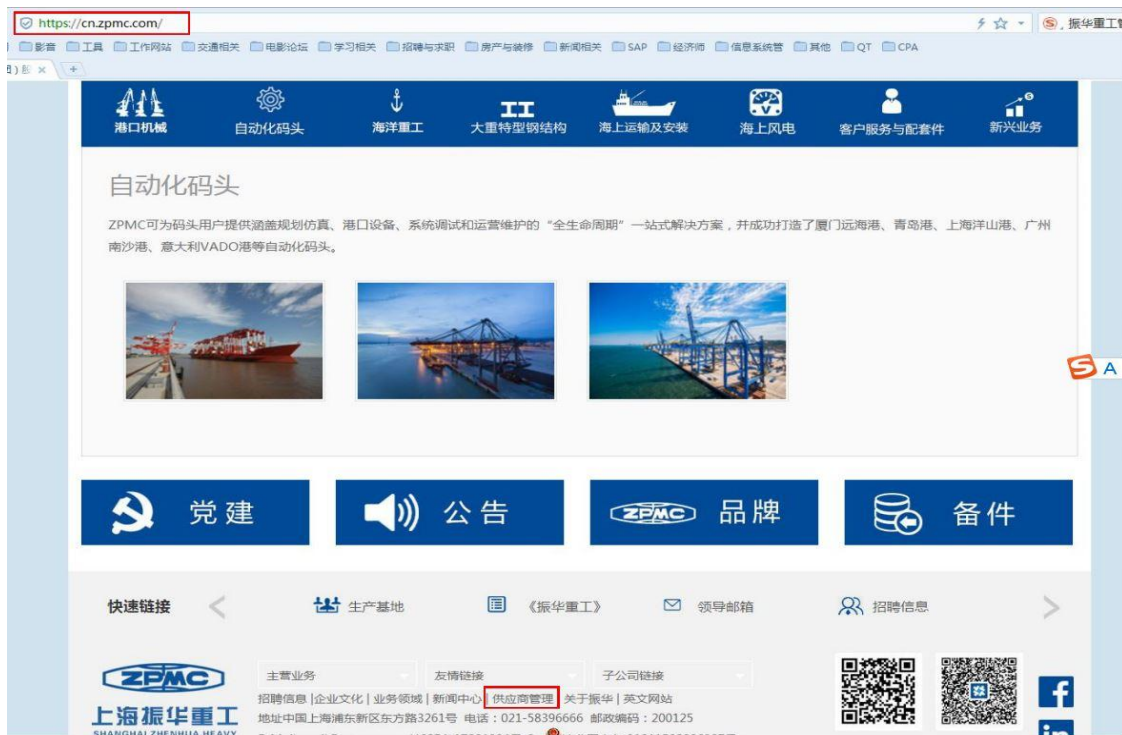 https://cn.zpmc.com/
振华重工管
影音 工具 工作网站 交通相关 电影论坛 学习相关 招聘与求职 房产与装修 新闻相关 SAP 经济师 信息系统管 其他 QT CPA
港口机械 自动化码头 海洋重工 大重特型钢结构 海上运输及安装 海上风电 客户服务与配套件 新兴业务
自动化码头
ZPMC可为码头用户提供涵盖规划仿真、港口设备、系统调试和运营维护的“全生命周期”一站式解决方案，并成功打造了厦门远海港、青岛港、上海洋山港、广州
南沙港、意大利VADO港等自动化码头。
A
党建 公告 ZPMC 品牌 备件
快速链接 生产基地 《振华重工》 领导邮箱 招聘信息
ZPMC
主营业务 友情链接 子公司链接
招聘信息|企业文化|业务领域|新闻中心|供应商管理|关于振华|英文网站
上海振华重工
地址中国上海浦东新区东方路3261号 电话：021-58396666 邮政编码：200125
SHANGHAI ZHENHUA HEAVY